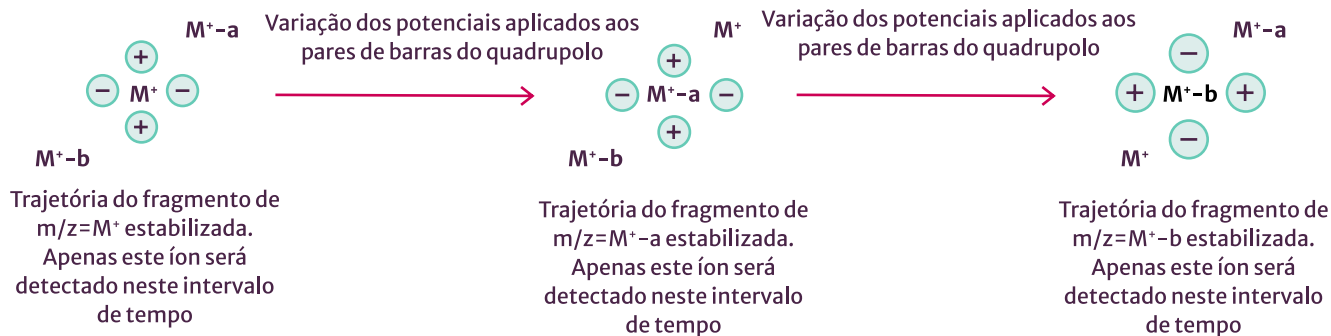 M⁺-a
Variação dos potenciais aplicados aos
pares de barras do quadrupolo
M⁺
Variação dos potenciais aplicados aos
pares de barras do quadrupolo
M⁺-a
+
− M⁺ −
+
+
− M⁺-a −
+
−
+ M⁺-b +
−
M⁺-b
M⁺-b
M⁺
Trajetória do fragmento de
m/z=M⁺ estabilizada.
Apenas este íon será
detectado neste intervalo
de tempo
Trajetória do fragmento de
m/z=M⁺-a estabilizada.
Apenas este íon será
detectado neste intervalo
de tempo
Trajetória do fragmento de
m/z=M⁺-b estabilizada.
Apenas este íon será
detectado neste intervalo
de tempo